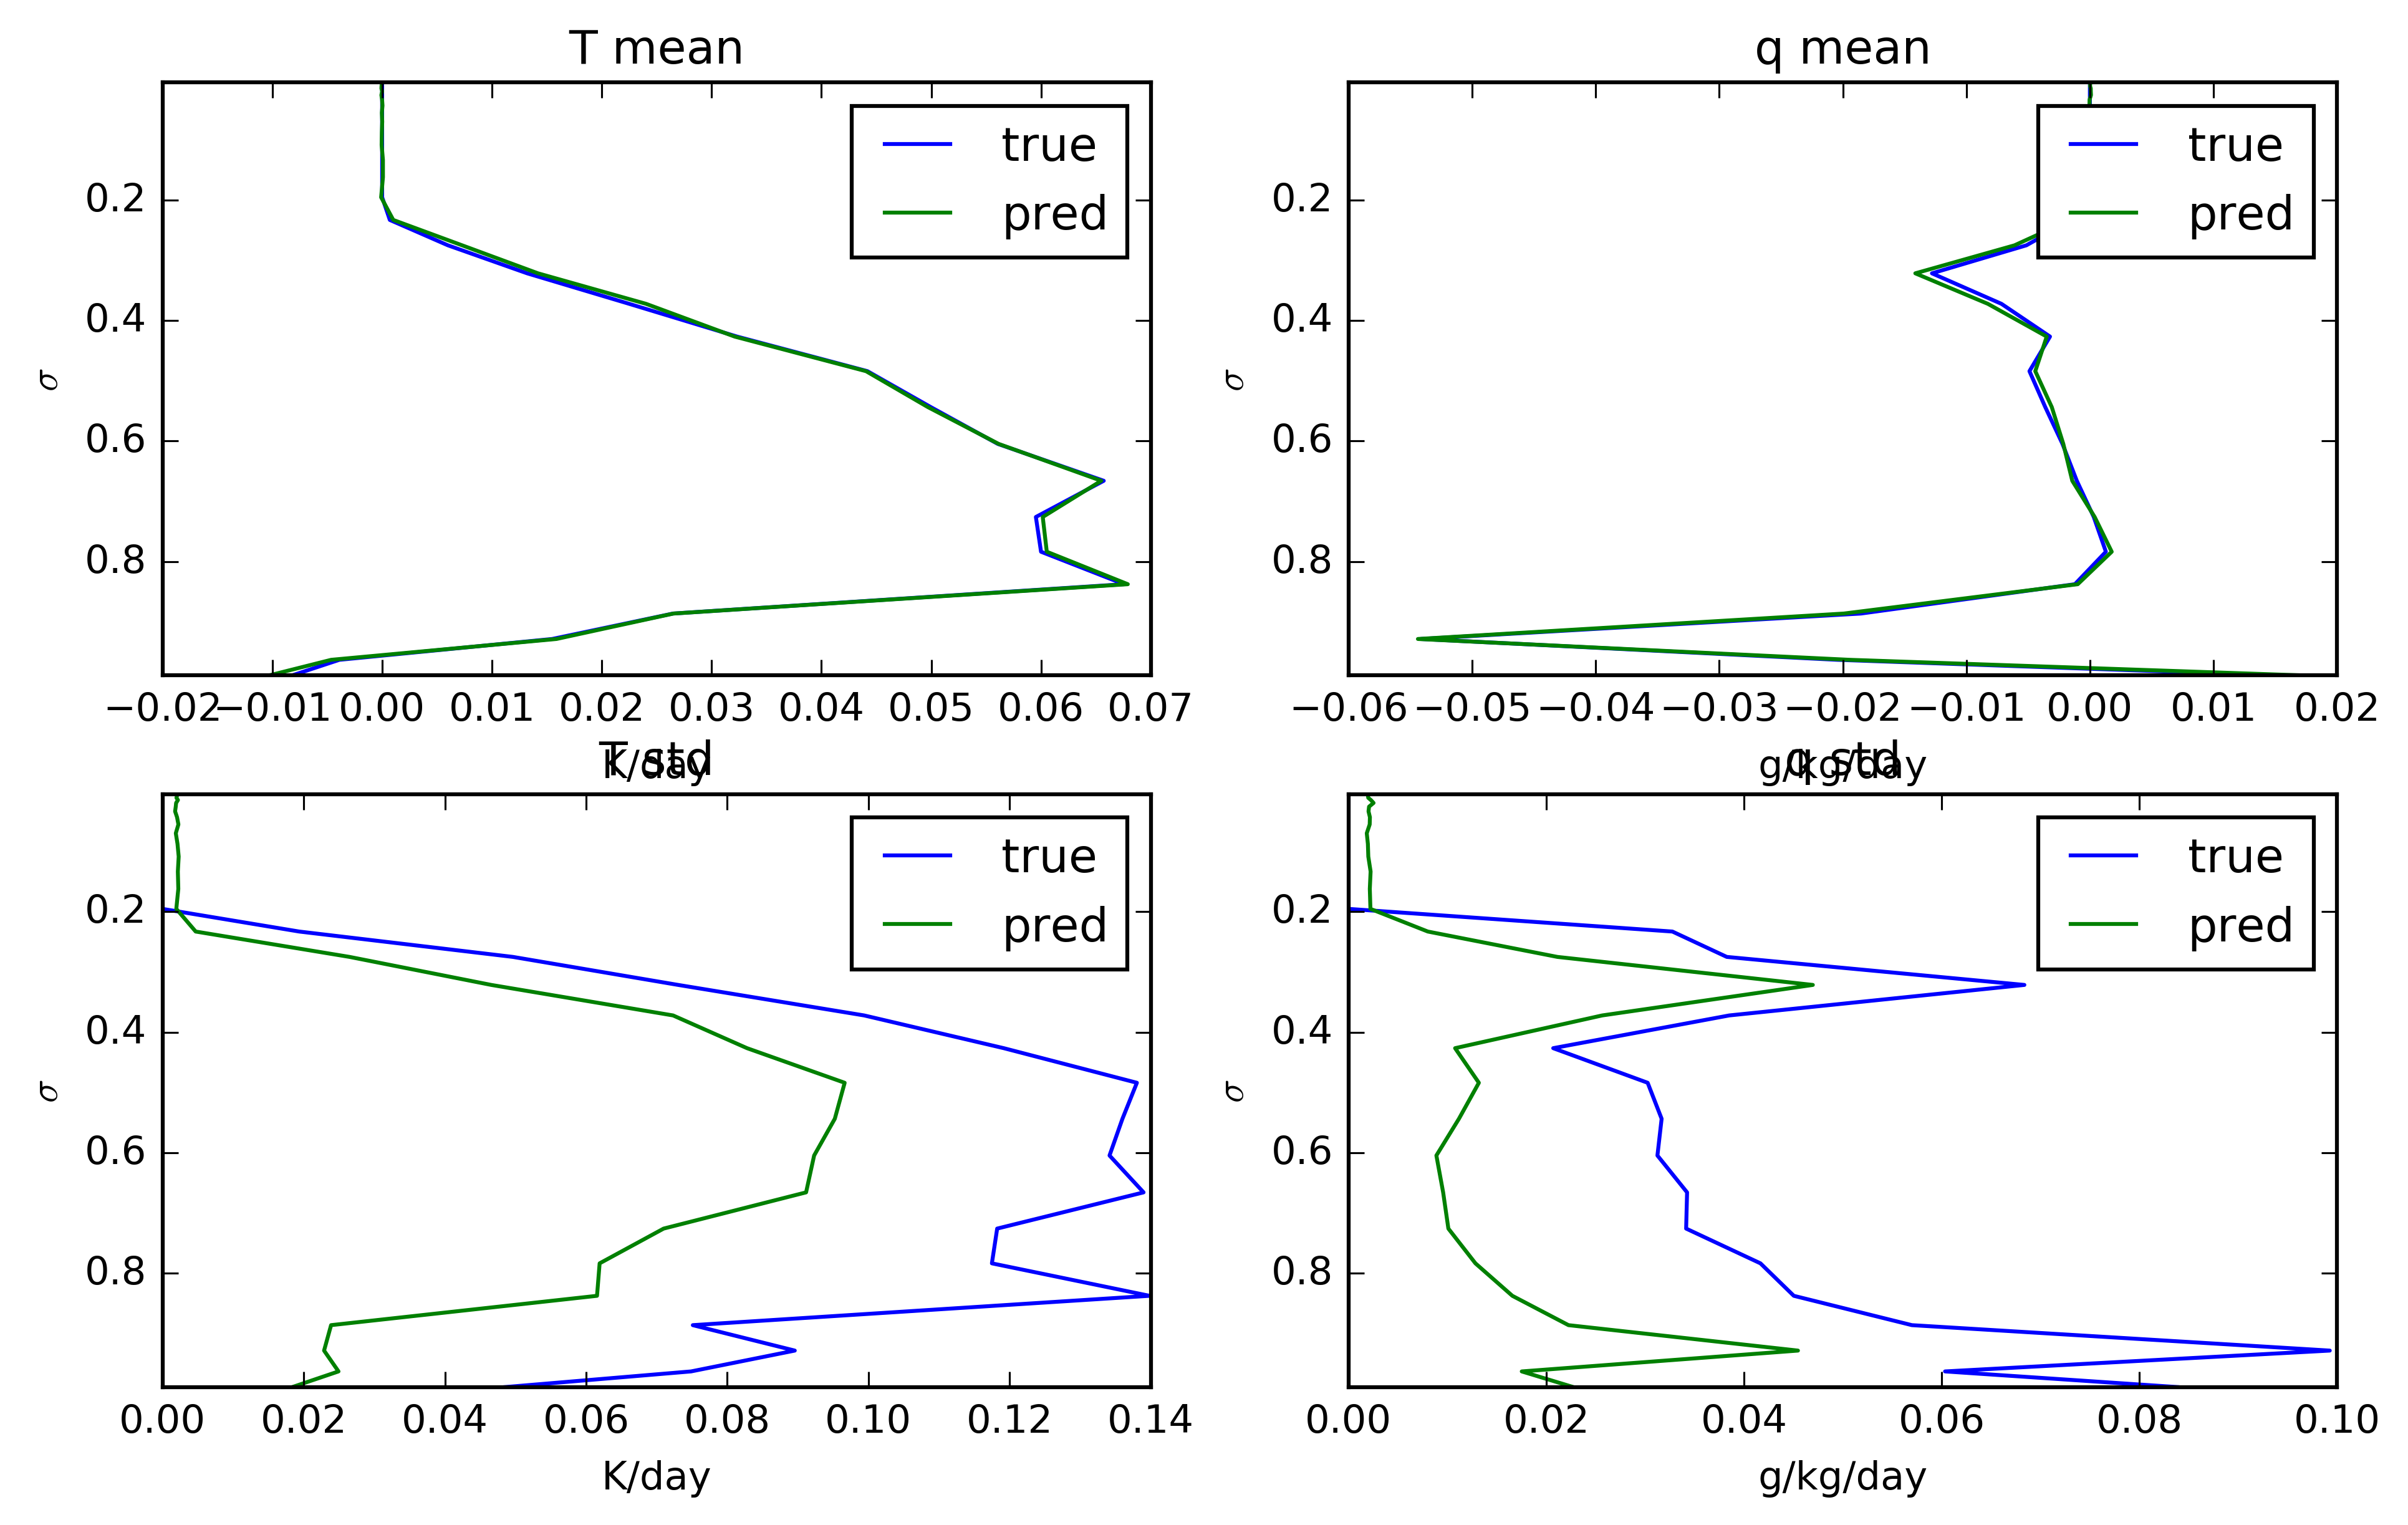 T mean
true
pred
0.2
0.4
0.6
0.8
σ
−0.02 −0.01 0.00 0.01 0.02 0.03 0.04 0.05 0.06 0.07
K/day
q mean
true
pred
0.2
0.4
0.6
0.8
σ
−0.06 −0.05 −0.04 −0.03 −0.02 −0.01 0.00 0.01 0.02
g/kg/day
T std
true
pred
0.2
0.4
0.6
0.8
σ
0.00 0.02 0.04 0.06 0.08 0.10 0.12 0.14
K/day
q std
true
pred
0.2
0.4
0.6
0.8
σ
0.00 0.02 0.04 0.06 0.08 0.10
g/kg/day